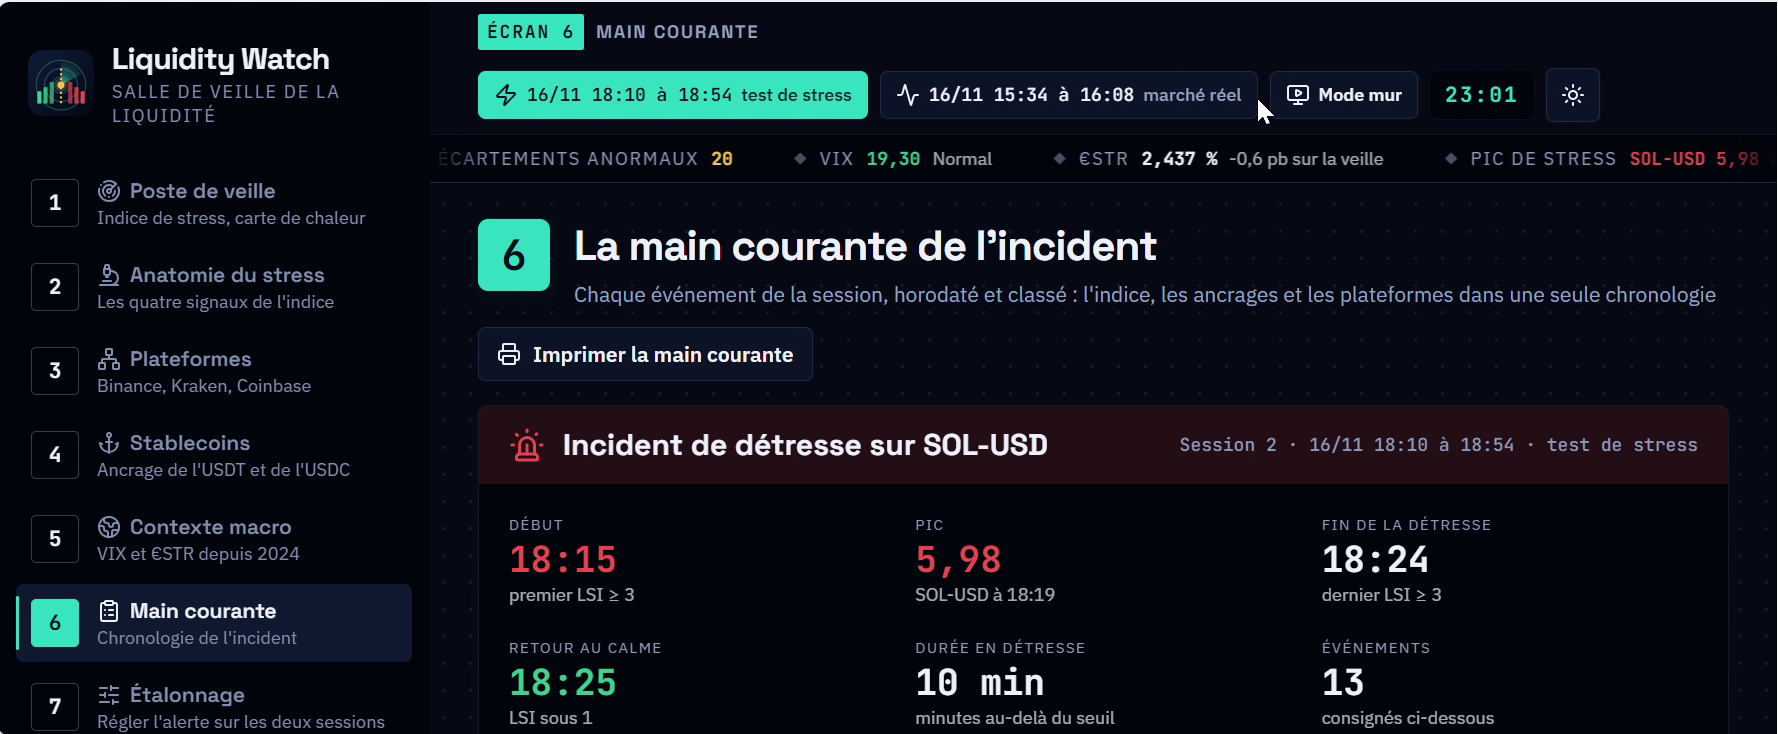 Liquidity Watch
SALLE DE VEILLE DE LA
LIQUIDITÉ
1
Poste de veille
Indice de stress, carte de chaleur
2
Anatomie du stress
Les quatre signaux de l'indice
3
Plateformes
Binance, Kraken, Coinbase
4
Stablecoins
Ancrage de l'USDT et de l'USDC
5
Contexte macro
VIX et €STR depuis 2024
6
Main courante
Chronologie de l'incident
7
Étalonnage
Régler l'alerte sur les deux sessions
ÉCRAN 6 MAIN COURANTE
16/11 18:10 à 18:54 test de stress
16/11 15:34 à 16:08 marché réel
Mode mur
23:01
ÉCARTEMENTS ANORMAUX 20 ◆ VIX 19,30 Normal ◆ €STR 2,437 % -0,6 pb sur la veille ◆ PIC DE STRESS SOL-USD 5,98
6
La main courante de l’incident
Chaque événement de la session, horodaté et classé : l'indice, les ancrages et les plateformes dans une seule chronologie
Imprimer la main courante
Incident de détresse sur SOL-USD
Session 2 · 16/11 18:10 à 18:54 · test de stress
DÉBUT
18:15
premier LSI ≥ 3
PIC
5,98
SOL-USD à 18:19
FIN DE LA DÉTRESSE
18:24
dernier LSI ≥ 3
RETOUR AU CALME
18:25
LSI sous 1
DURÉE EN DÉTRESSE
10 min
minutes au-delà du seuil
ÉVÉNEMENTS
13
consignés ci-dessous